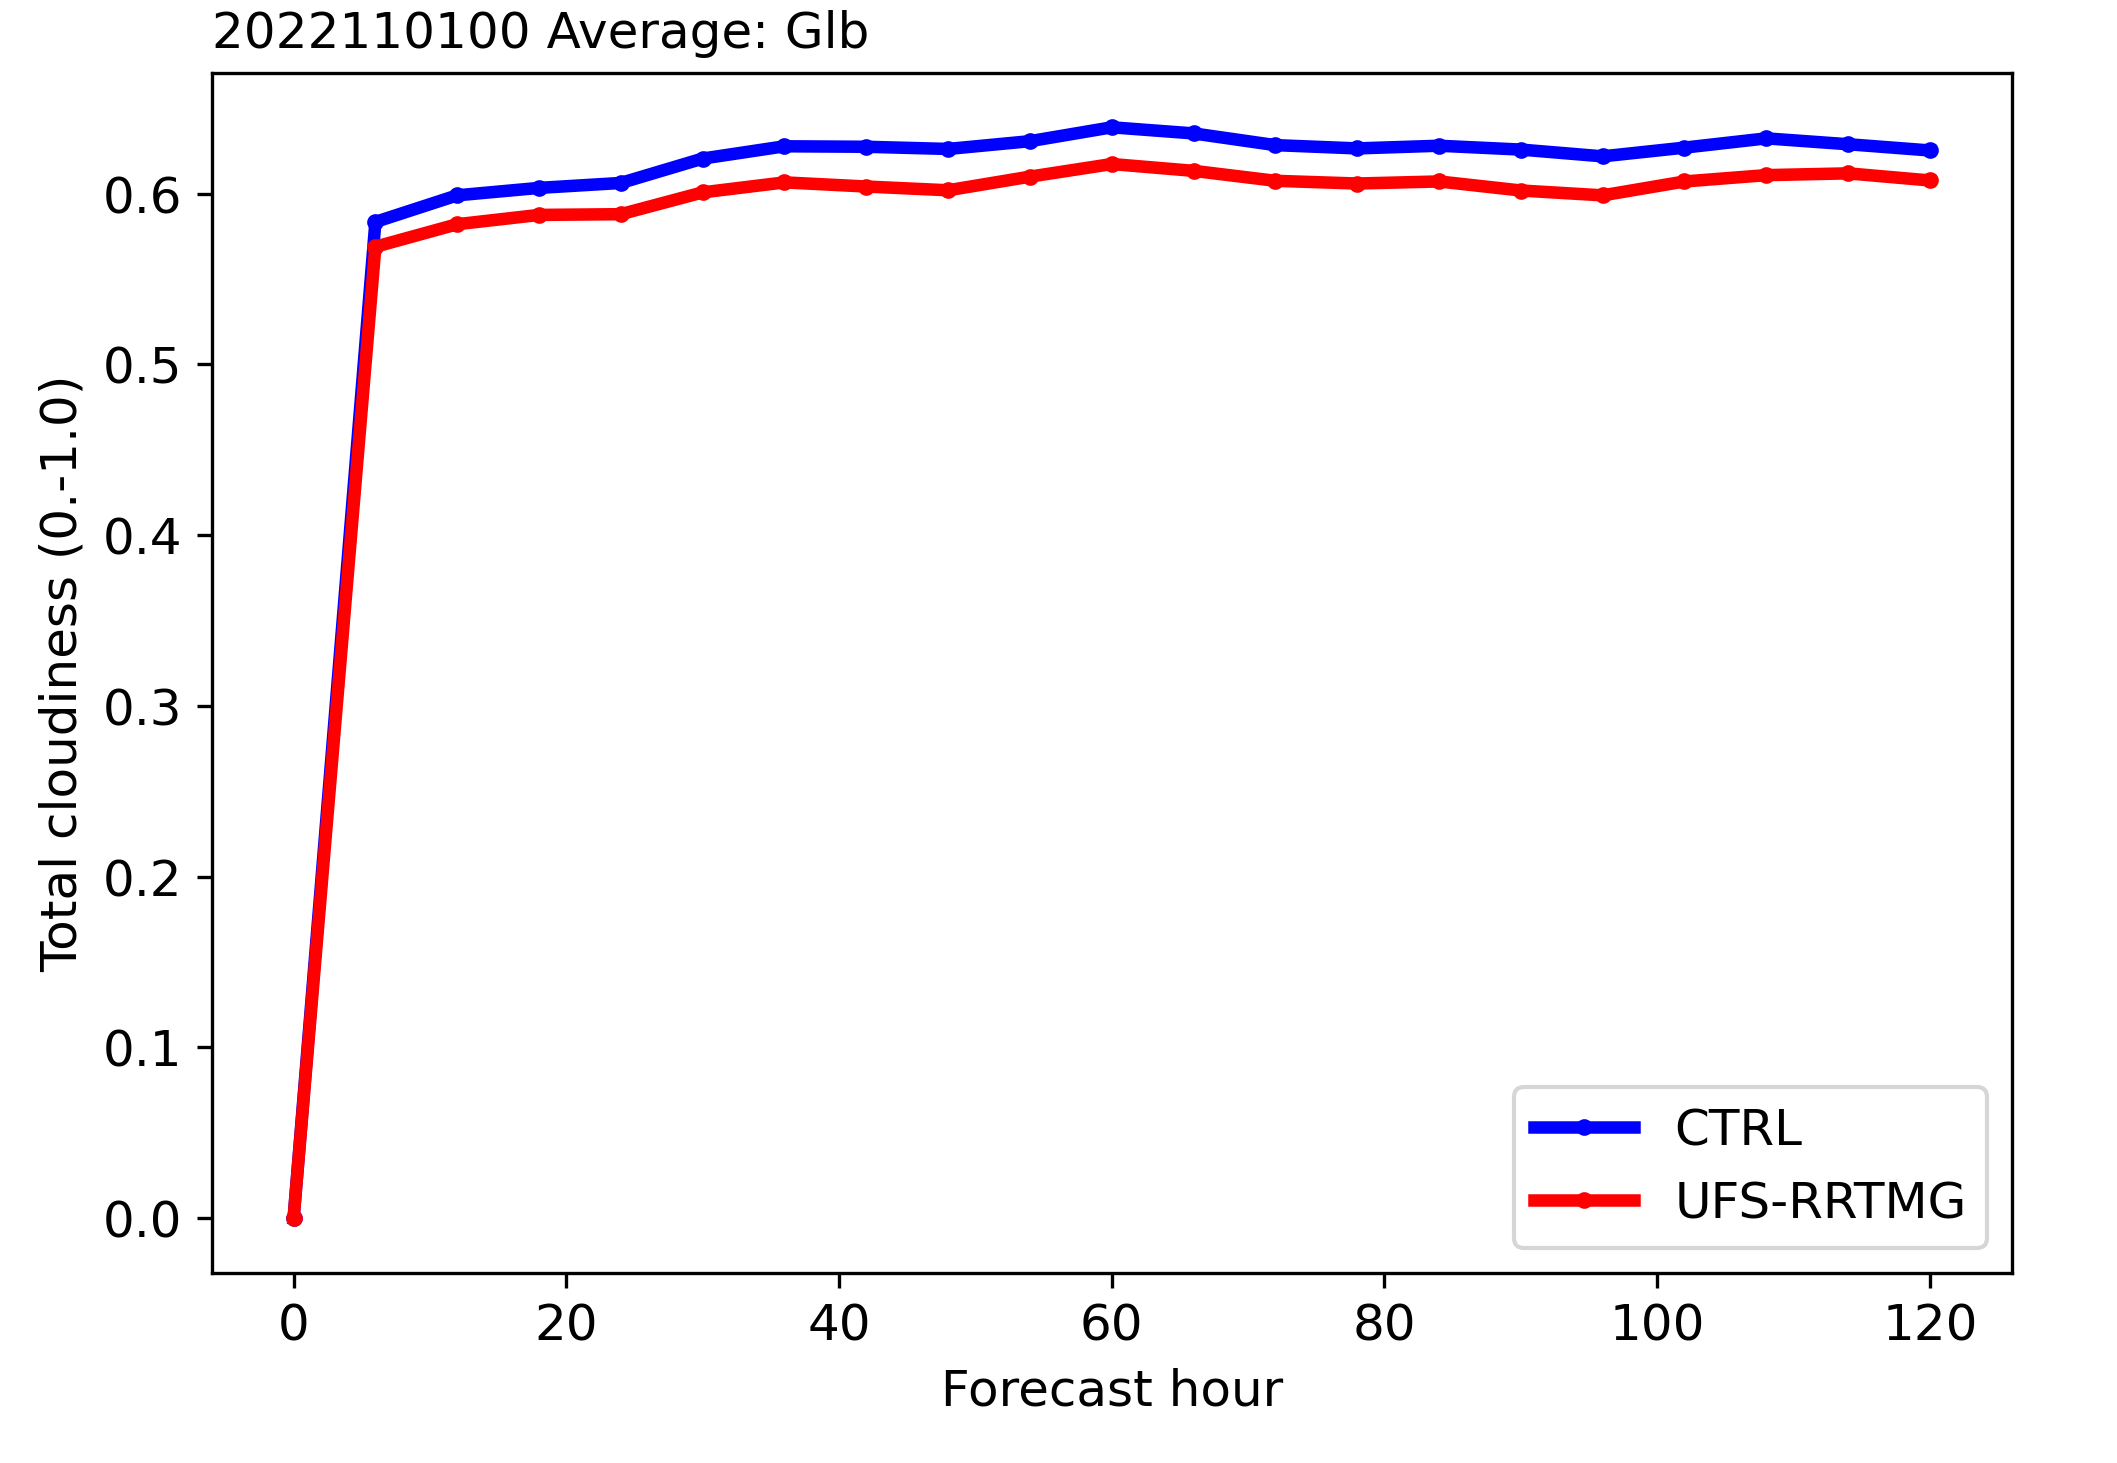 2022110100 Average: Glb
Total cloudiness (0.-1.0)
0.6
0.5
0.4
0.3
0.2
0.1
0.0
CTRL
UFS-RRTMG
0 20 40 60 80 100 120
Forecast hour